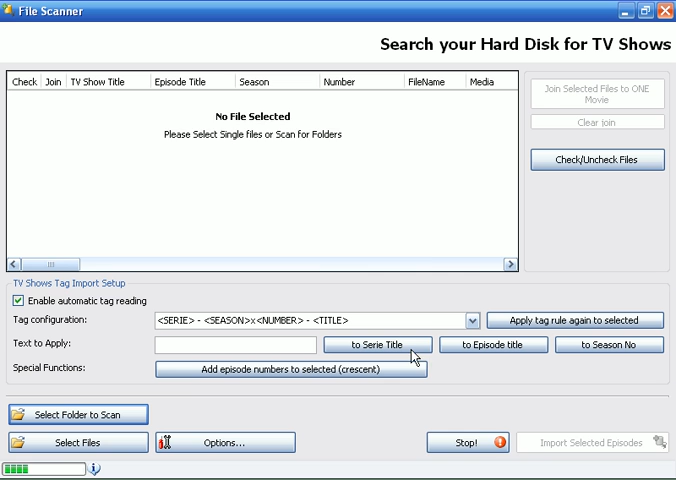 File Scanner
Search your Hard Disk for TV Shows
Check Join TV Show Title Episode Title Season Number FileName Media
No File Selected
Please Select Single files or Scan for Folders
Join Selected Files to ONE
Movie
Clear join
Check/Uncheck Files
TV Shows Tag Import Setup
Enable automatic tag reading
Tag configuration: <SERIE> - <SEASON>x<NUMBER> - <TITLE> Apply tag rule again to selected
Text to Apply: to Serie Title to Episode title to Season No
Special Functions: Add episode numbers to selected (crescent)
Select Folder to Scan
Select Files Options... Stop! Import Selected Episodes